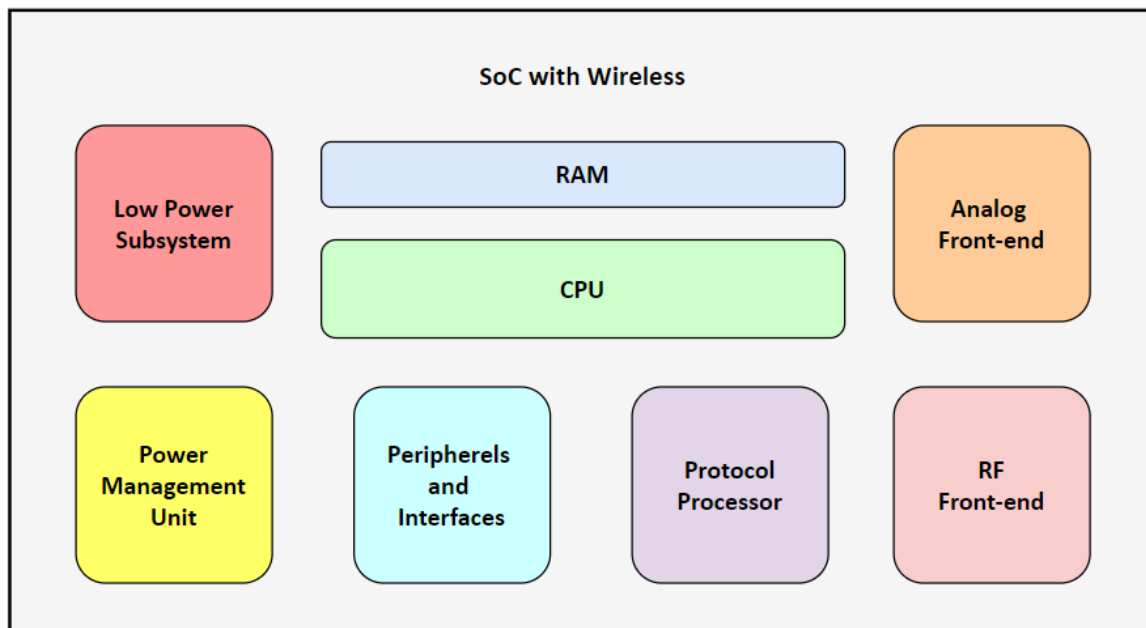 SoC with Wireless
Low Power
Subsystem
RAM
CPU
Analog
Front-end
Power
Management
Unit
Peripherels
and
Interfaces
Protocol
Processor
RF
Front-end